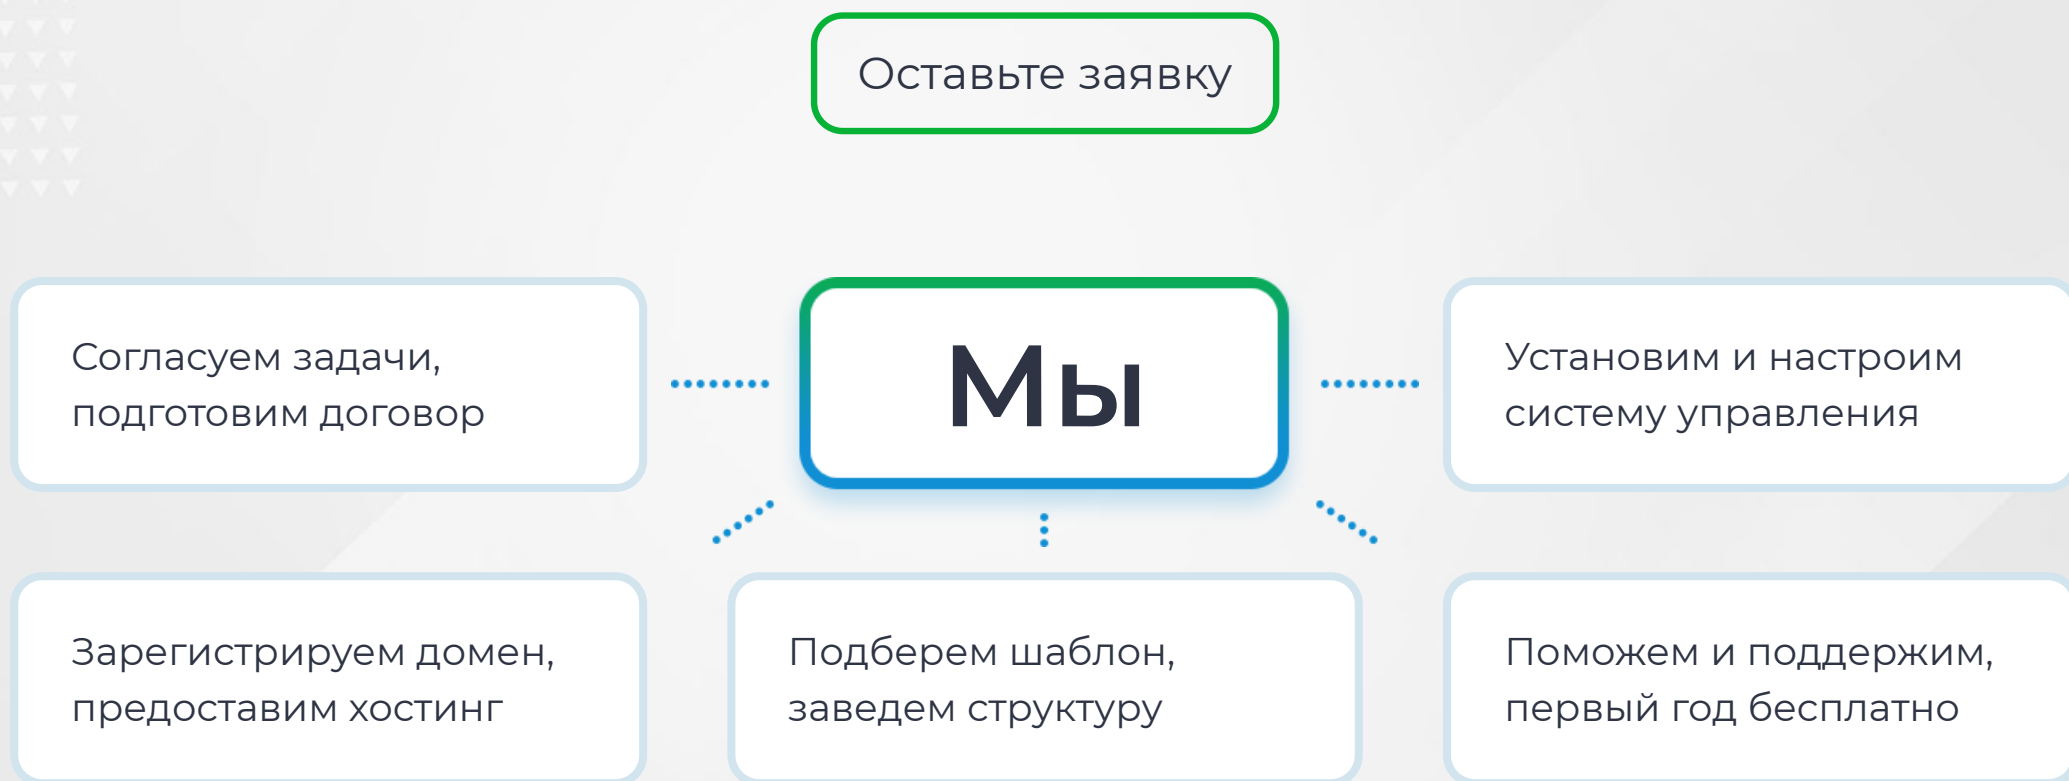 Оставьте заявку
Согласуем задачи,
подготовим договор
Мы
Установим и настроим
систему управления
Зарегистрируем домен,
предоставим хостинг
Подберем шаблон,
заведем структуру
Поможем и поддержим,
первый год бесплатно